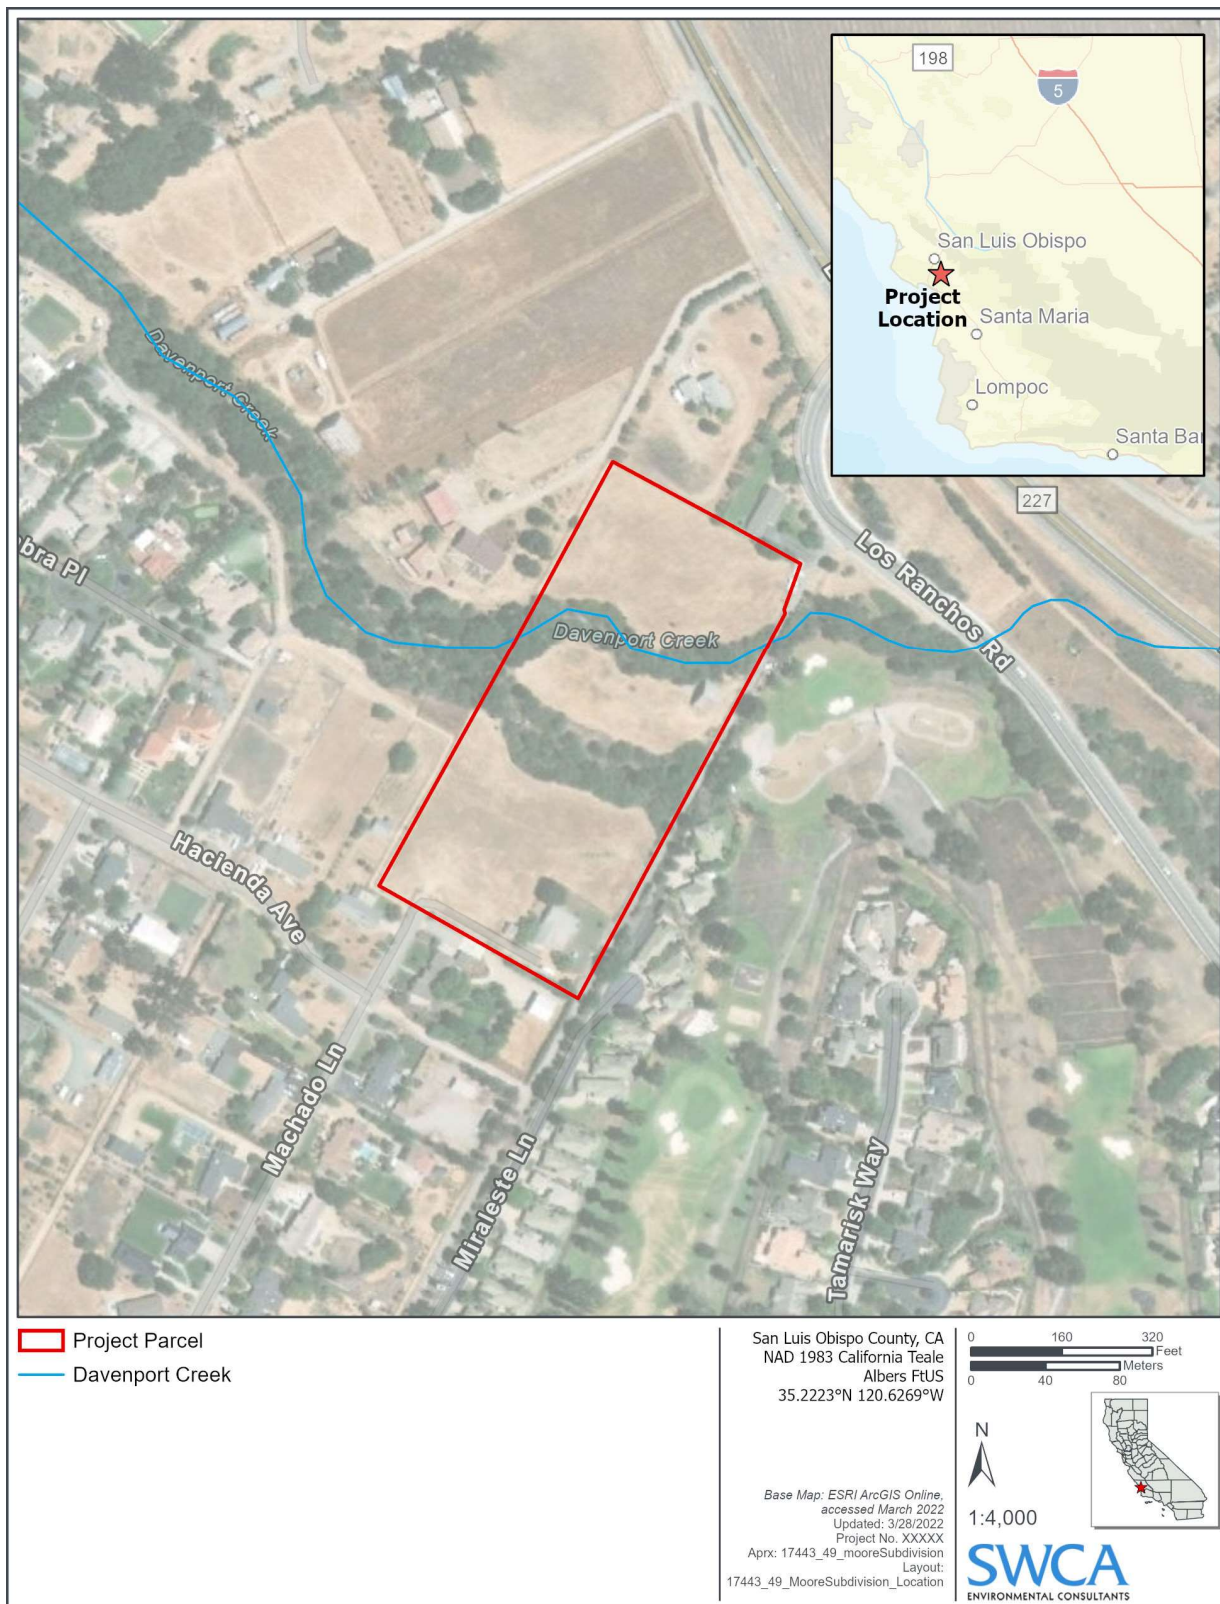 198
5
San Luis Obispo
Project
Location
Santa Maria
Lompoc
Santa Bar
227
Davenport Creek
Los Ranchos Rd
Davenport Creek
bra Pl
Hacienda Ave
Machado Ln
Miraleste Ln
Tamarisk Way
Project Parcel
Davenport Creek
San Luis Obispo County, CA
NAD 1983 California Teale
Albers FtUS
35.2223°N 120.6269°W
Base Map: ESRI ArcGIS Online,
accessed March 2022
Updated: 3/28/2022
Project No. XXXXX
Aprx: 17443_49_mooreSubdivision
Layout:
17443_49_MooreSubdivision_Location
0 160 320
Feet
Meters
0 40 80
N
1:4,000
SWCA
ENVIRONMENTAL CONSULTANTS